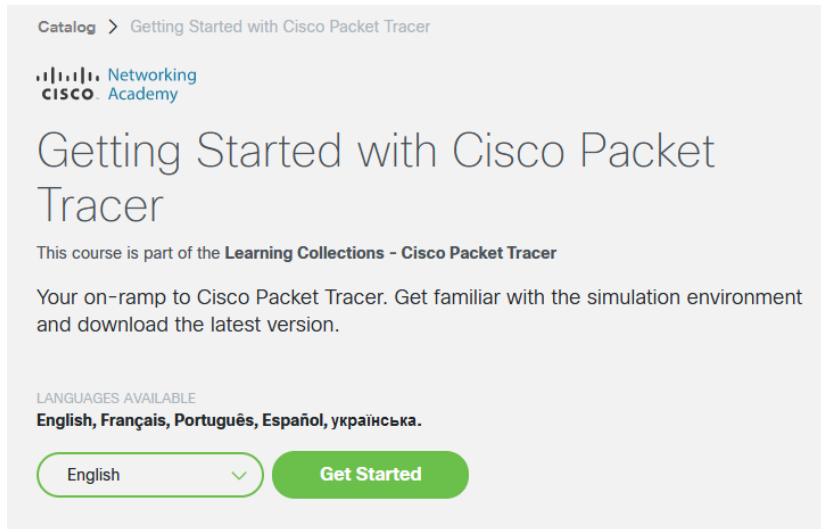 Catalog > Getting Started with Cisco Packet Tracer
Networking
CISCO. Academy
Getting Started with Cisco Packet
Tracer
This course is part of the Learning Collections - Cisco Packet Tracer
Your on-ramp to Cisco Packet Tracer. Get familiar with the simulation environment
and download the latest version.
LANGUAGES AVAILABLE
English, Français, Português, Español, українська.
English
Get Started